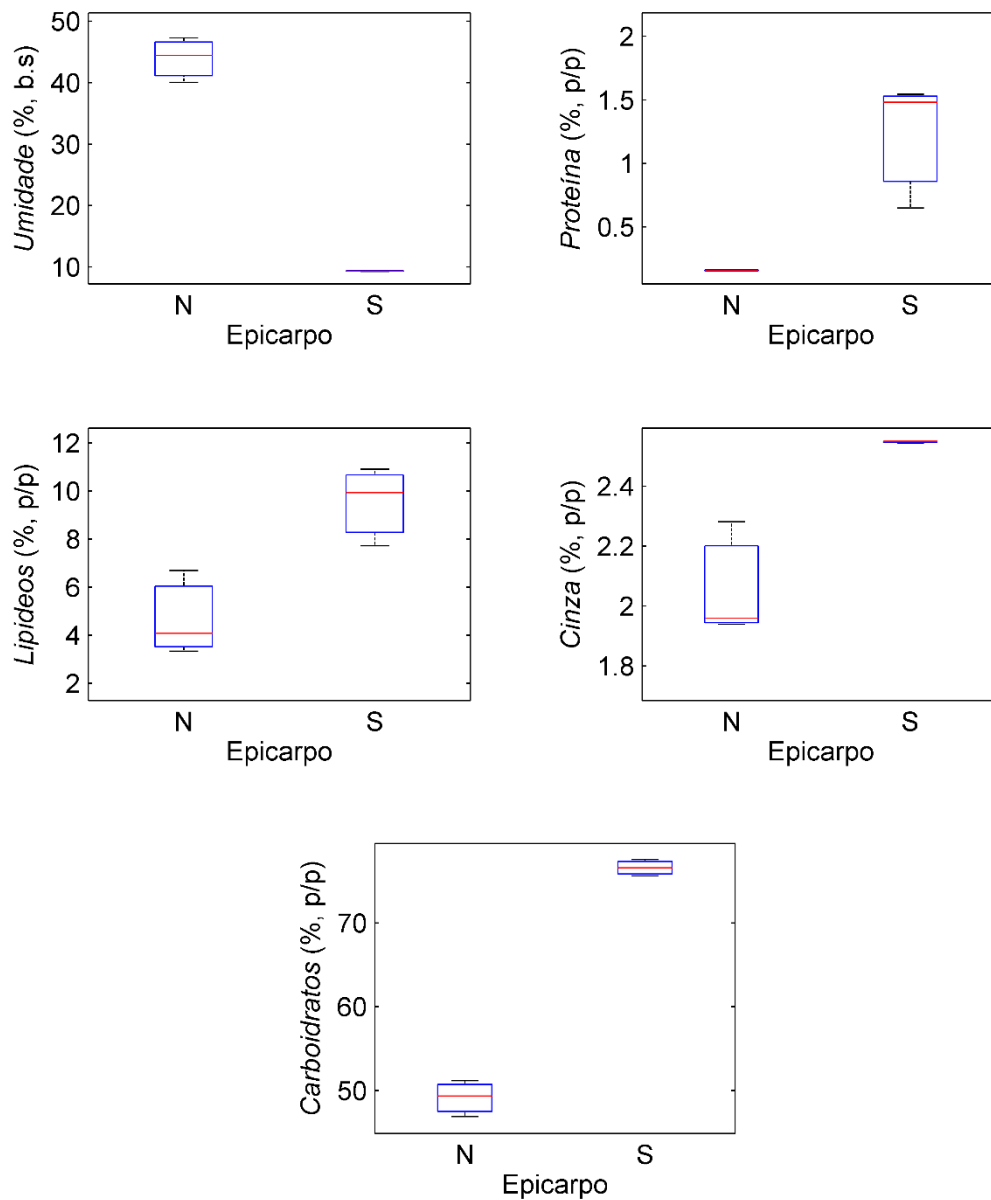 Umidade (%, b.s)
50
40
30
20
10
N S
Epicarpo
Proteína (%, p/p)
2
1.5
1
0.5
N S
Epicarpo
Lipideos (%, p/p)
12
10
8
6
4
2
N S
Epicarpo
Cinza (%, p/p)
2.4
2.2
2
1.8
N S
Epicarpo
Carboidratos (%, p/p)
70
60
50
N S
Epicarpo